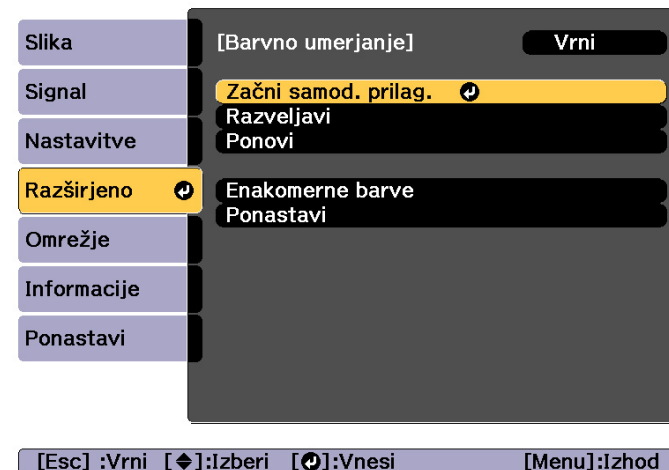 Slika
Signal
Nastavitve
Razširjeno
Omrežje
Informacije
Ponastavi
[Barvno umerjanje] Vrni
Začni samod. prilag.
Razveljavi
Ponovi
Enakomerne barve
Ponastavi
[Esc] :Vrni [◆]:Izberi [↵]:Vnesi [Menu]:Izhod